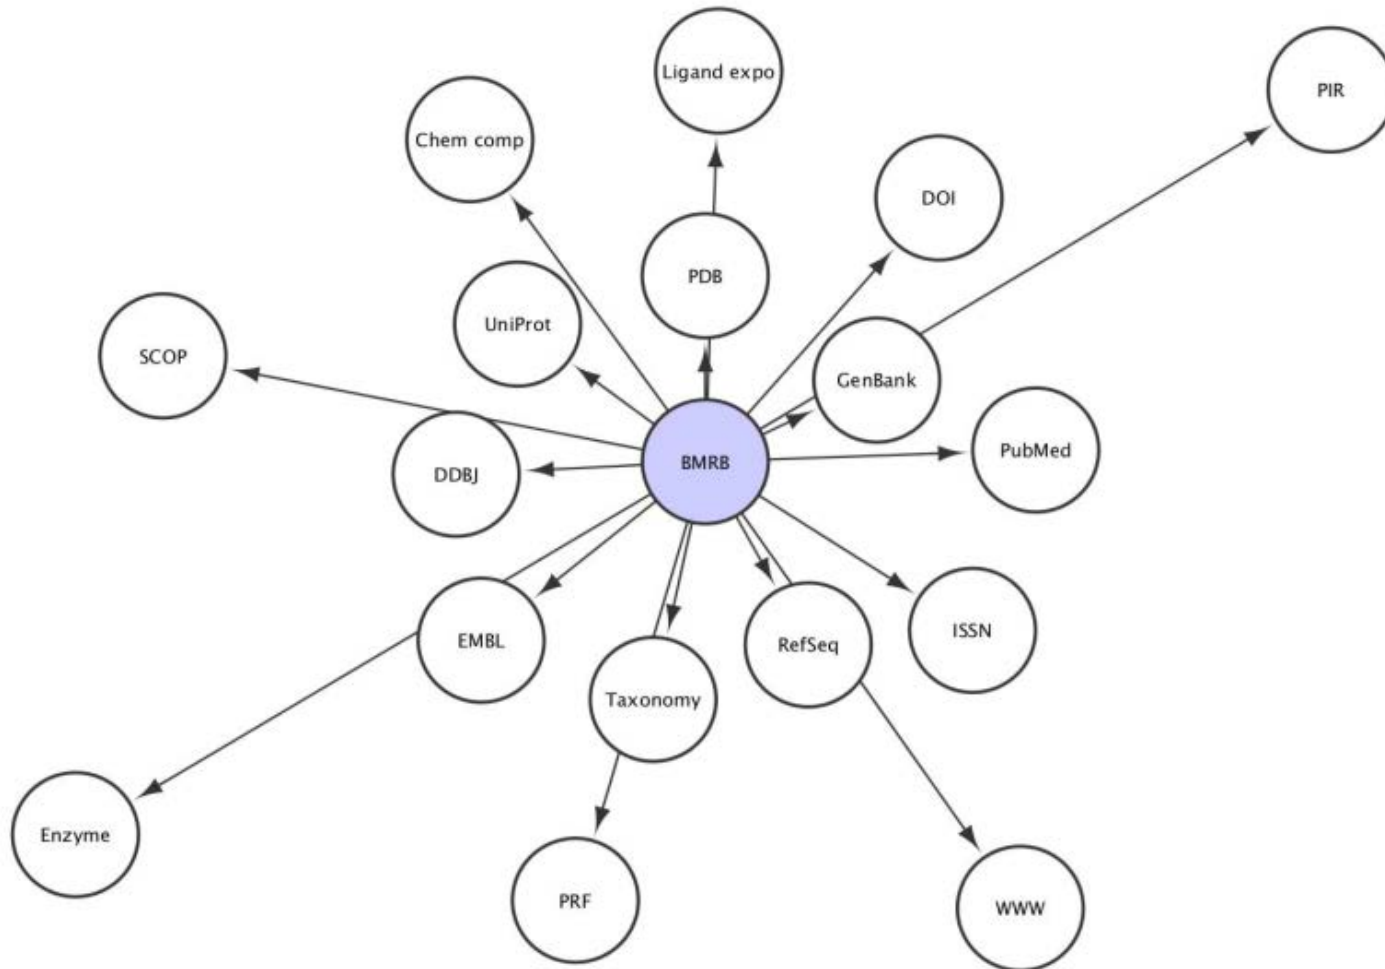 Ligand expo
PIR
Chem comp
DOI
PDB
UniProt
SCOP
GenBank
PubMed
BMRB
DDBJ
ISSN
EMBL
RefSeq
Taxonomy
Enzyme
PRF
WWW